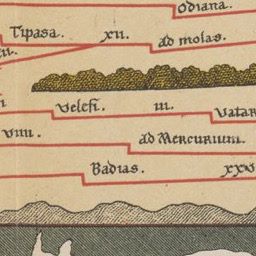 odiana.
Tipasa. xii. ad molas.
Velesi. iii. Vatar
viiii. ad Mercurium.
Badias. xxv